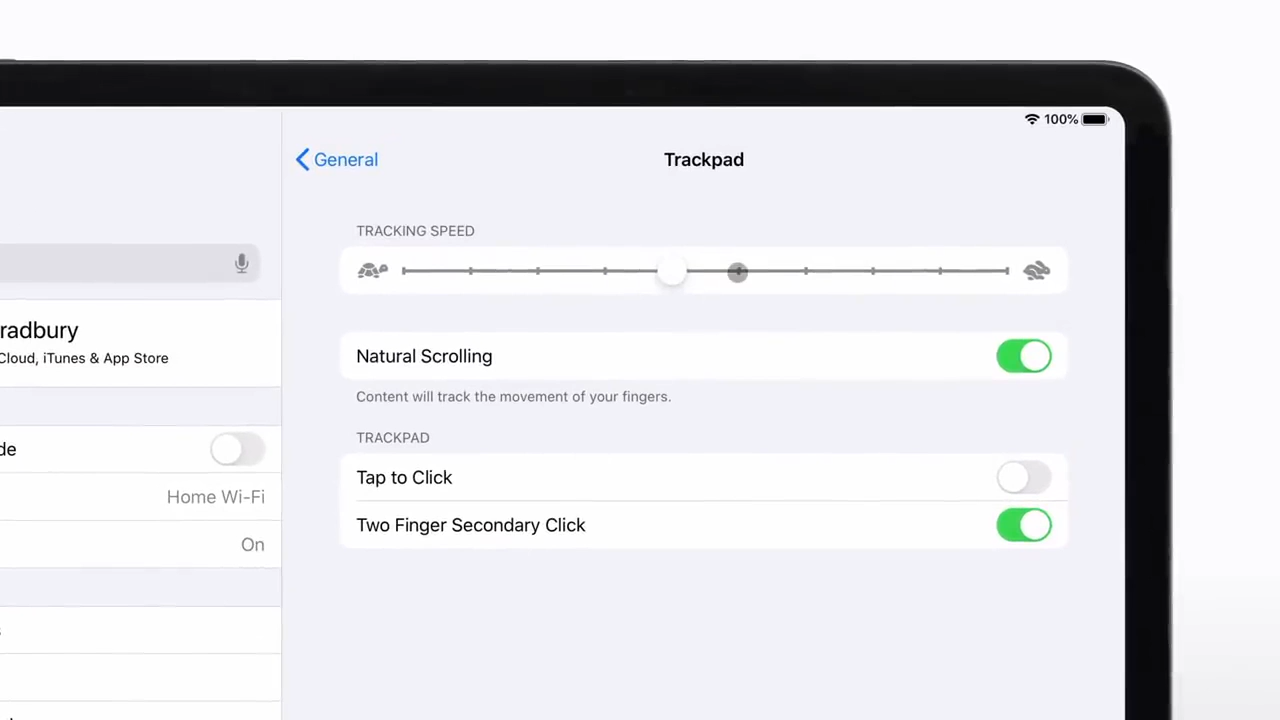 100%
General
Trackpad
TRACKING SPEED
radbury
Cloud, iTunes & App Store
Natural Scrolling
Content will track the movement of your fingers.
TRACKPAD
de
Tap to Click
Home Wi-Fi
Two Finger Secondary Click
On